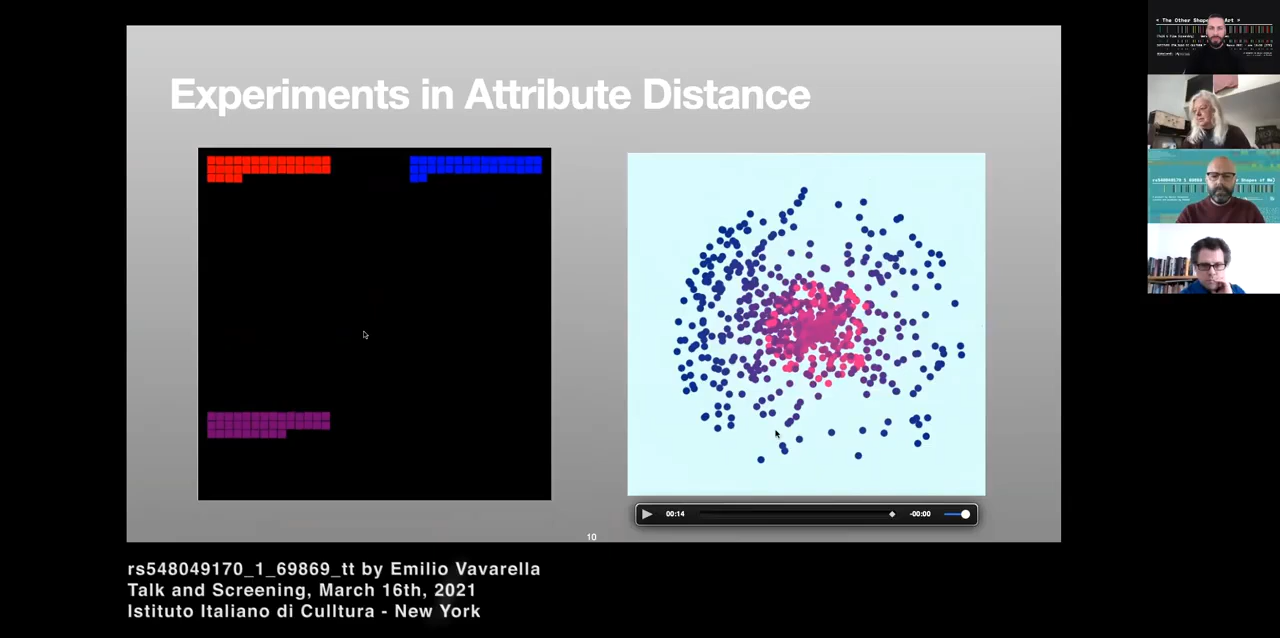 Experiments in Attribute Distance
00:14
-00:00
10
rs548049170_1_69869_tt by Emilio Vavarella
Talk and Screening, March 16th, 2021
Istituto Italiano di Culltura - New York